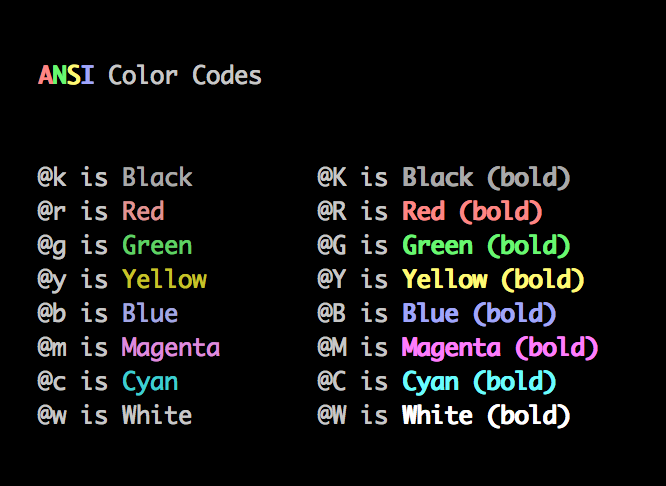 ANSI Color Codes
@k is Black @K is Black (bold)
@r is Red @R is Red (bold)
@g is Green @G is Green (bold)
@y is Yellow @Y is Yellow (bold)
@b is Blue @B is Blue (bold)
@m is Magenta @M is Magenta (bold)
@c is Cyan @C is Cyan (bold)
@w is White @W is White (bold)